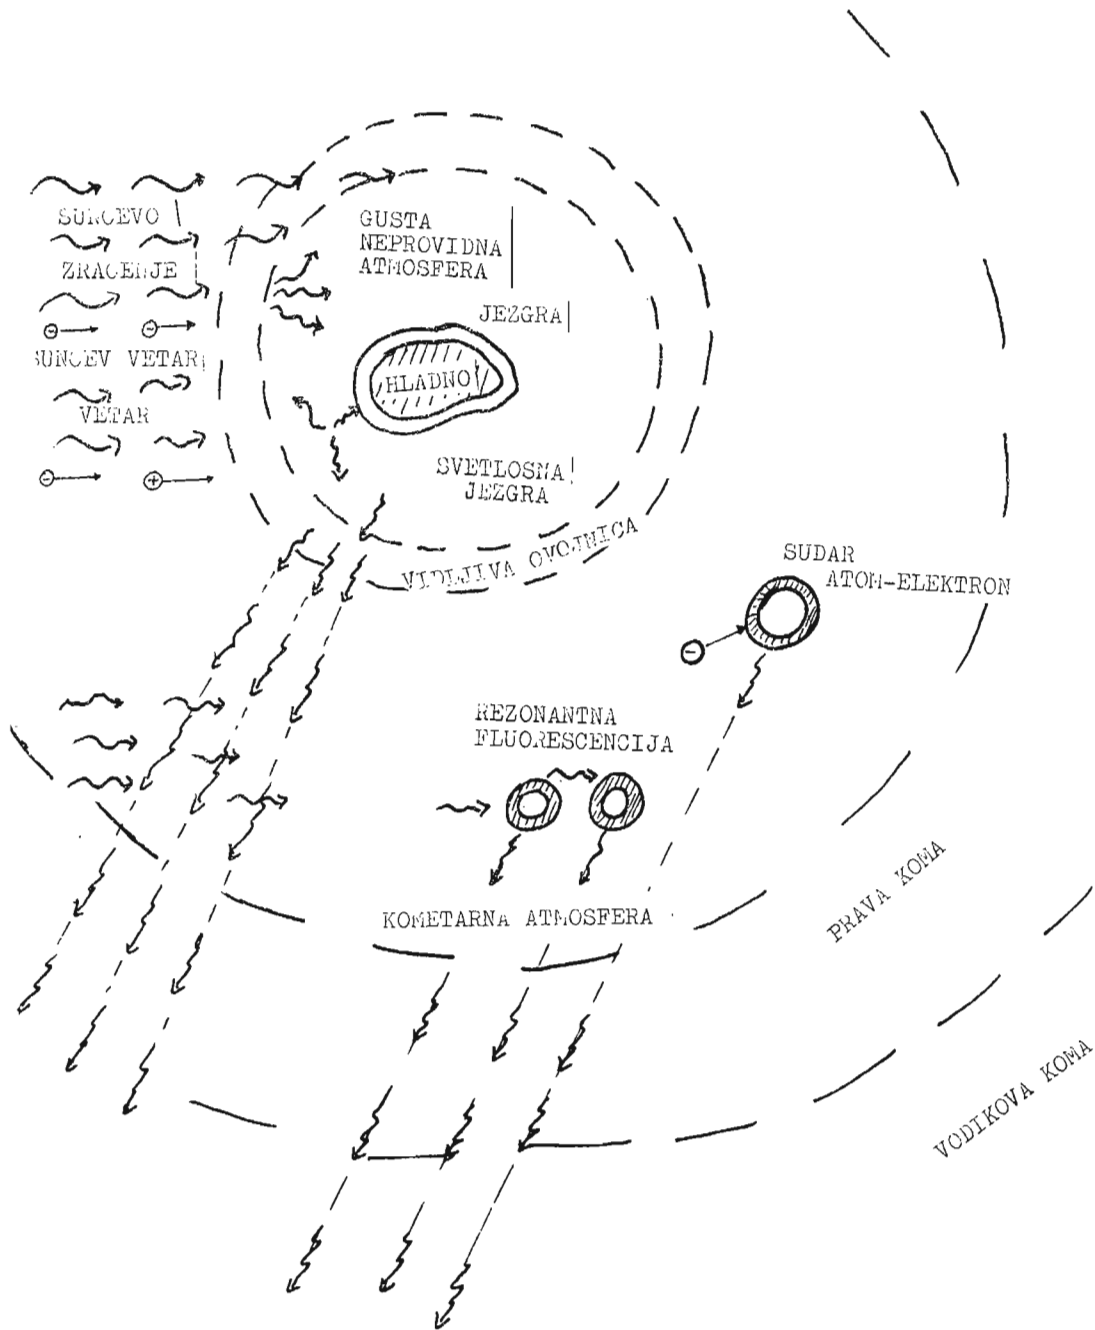 SUNCEVO
ZRACENJE
SUNCEV VETAR
VETAR
GUSTA
NEPROVIDNA
ATMOSFERA
JEZGRA
HLADNO
SVETLOSNA
JEZGRA
VIDLJIVA OVOJNICA
SUDAR
ATOM-ELEKTRON
REZONANTNA
FLUORESCENCIJA
KOMETARNA ATMOSFERA
PRAVA KOMA
VODIKOVA KOMA